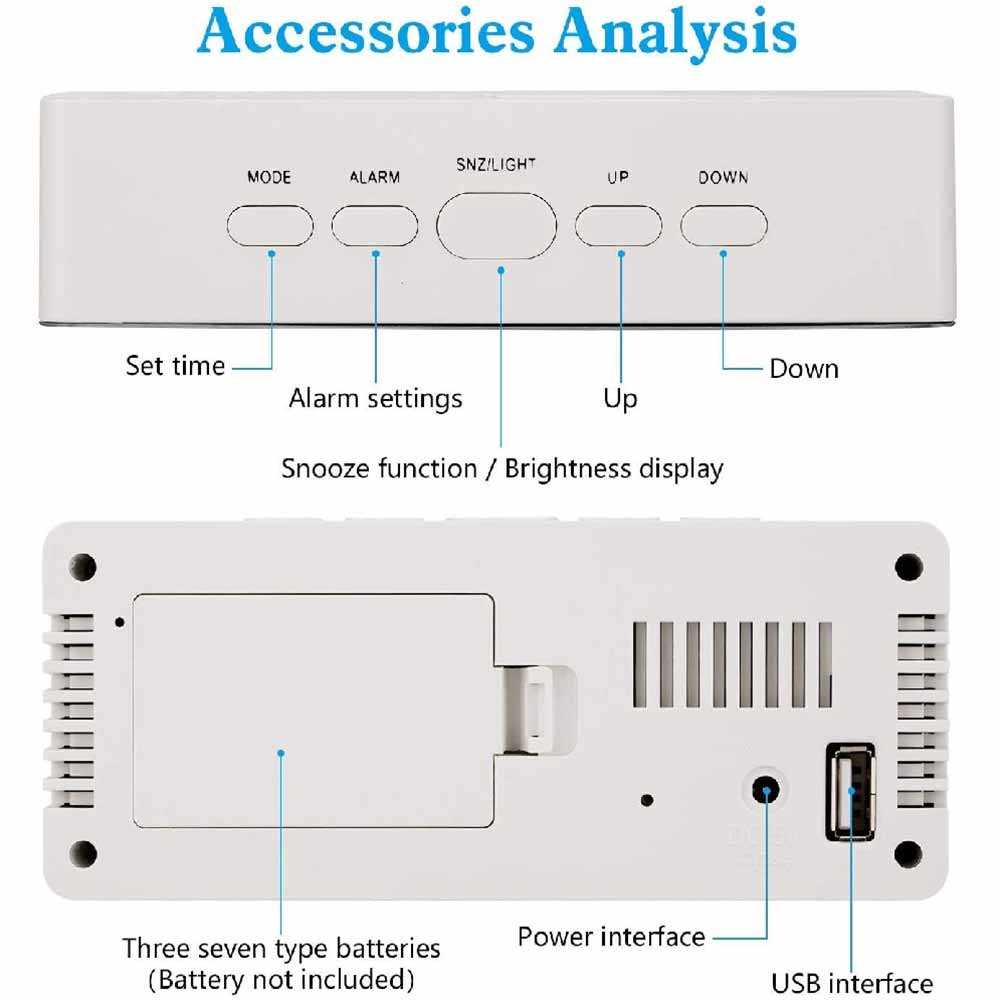 Accessories Analysis
MODE
ALARM
SNZ/LIGHT
UP
DOWN
Set time
Alarm settings
Up
Down
Snooze function / Brightness display
Three seven type batteries
(Battery not included)
Power interface
USB interface